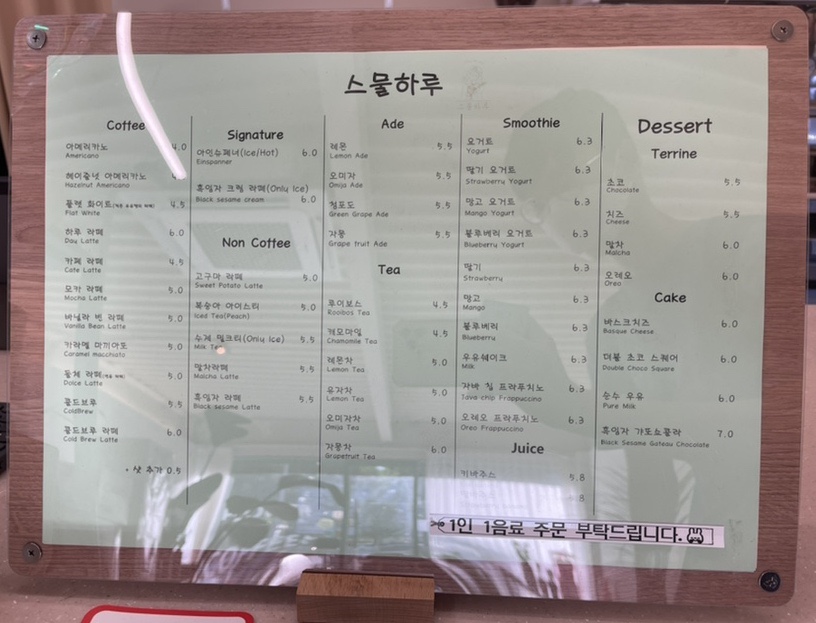 스물하루
Coffee
아메리카노 4.0
Americano
헤이즐넛 아메리카노
Hazelnut Americano
플랫 화이트 4.5
Flat White
하루 라떼 6.0
Day Latte
카페 라떼 4.5
Cafe Latte
모카 라떼 5.0
Mocha Latte
바닐라 빈 라떼 5.0
Vanilla Bean Latte
카라멜 마끼아또 5.0
Caramel macchiato
돌체 라떼 5.0
Dolce Latte
콜드브루 5.5
ColdBrew
콜드브루 라떼 6.0
Cold Brew Latte
+ 샷 추가 0.5
Signature
아인슈페너(Ice/Hot) 6.0
Einspanner
흑임자 크림 라떼(Only Ice)
Black sesame cream 6.0
Non Coffee
고구마 라떼 5.0
Sweet Potato Latte
복숭아 아이스티 5.0
Iced Tea(Peach)
수제 밀크티(Only Ice) 5.5
Milk Tea
말차라떼 5.5
Malcha Latte
흑임자 라떼 5.5
Black sesame Latte
Ade
레몬 5.5
Lemon Ade
오미자 5.5
Omija Ade
청포도 5.5
Green Grape Ade
자몽 5.5
Grape fruit Ade
Tea
루이보스 4.5
Rooibos Tea
캐모마일 4.5
Chamomile Tea
레몬차 5.0
Lemon Tea
유자차 5.0
Yuja Tea
오미자차 5.0
Omija Tea
자몽차 6.0
Grapefruit Tea
Smoothie
요거트 6.3
Yogurt
딸기 요거트 6.3
Strawberry Yogurt
망고 요거트 6.3
Mango Yogurt
블루베리 요거트 6.3
Blueberry Yogurt
딸기 6.3
Strawberry
망고 6.3
Mango
블루베리 6.3
Blueberry
우유쉐이크 6.3
Milk
자바 칩 프라푸치노 6.3
Java chip Frappuccino
오레오 프라푸치노 6.3
Oreo Frappuccino
Juice
키위주스 5.8
5.8
Dessert
Terrine
초코 5.5
Chocolate
치즈 5.5
Cheese
말차 6.0
Malcha
오레오 6.0
Oreo
Cake
바스크치즈 6.0
Basque Cheese
더블 초코 스퀘어 6.0
Double Choco Square
순수 우유 6.0
Pure Milk
흑임자 가또쇼콜라 7.0
Black Sesame Gateau Chocolate
1인 1음료 주문 부탁드립니다.